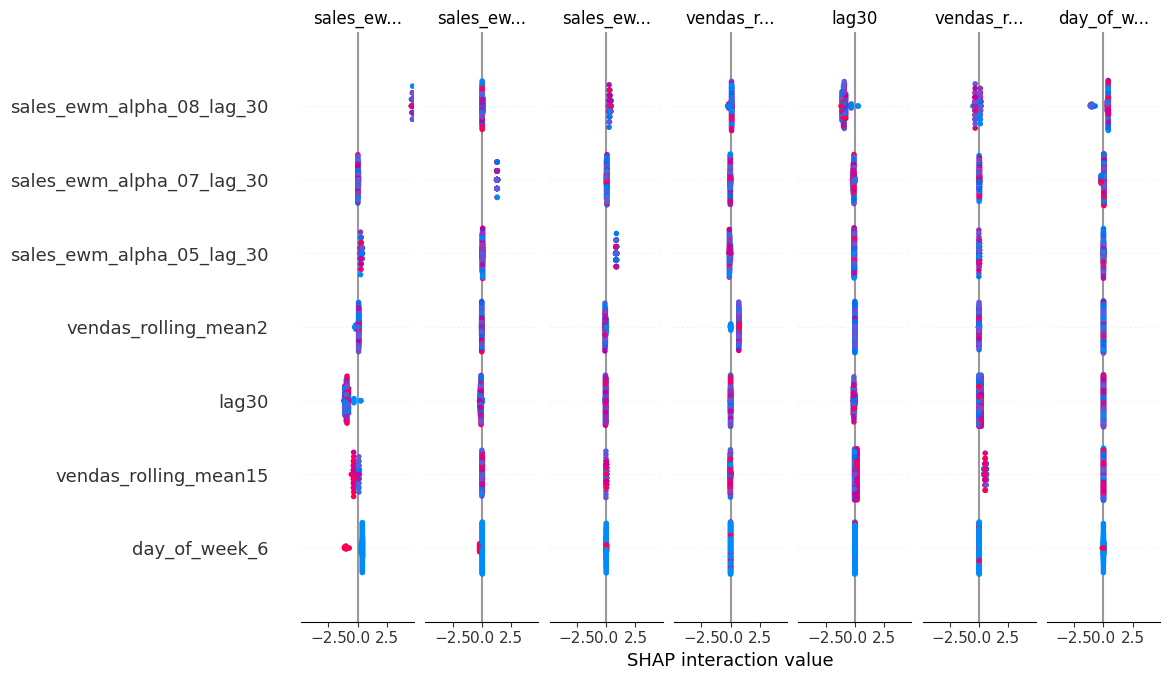 sales_ew... sales_ew... sales_ew... vendas_r... lag30 vendas_r... day_of_w...
sales_ewm_alpha_08_lag_30
sales_ewm_alpha_07_lag_30
sales_ewm_alpha_05_lag_30
vendas_rolling_mean2
lag30
vendas_rolling_mean15
day_of_week_6
−2.50.0 2.5 −2.50.0 2.5 −2.50.0 2.5 −2.50.0 2.5 −2.50.0 2.5 −2.50.0 2.5 −2.50.0 2.5
SHAP interaction value